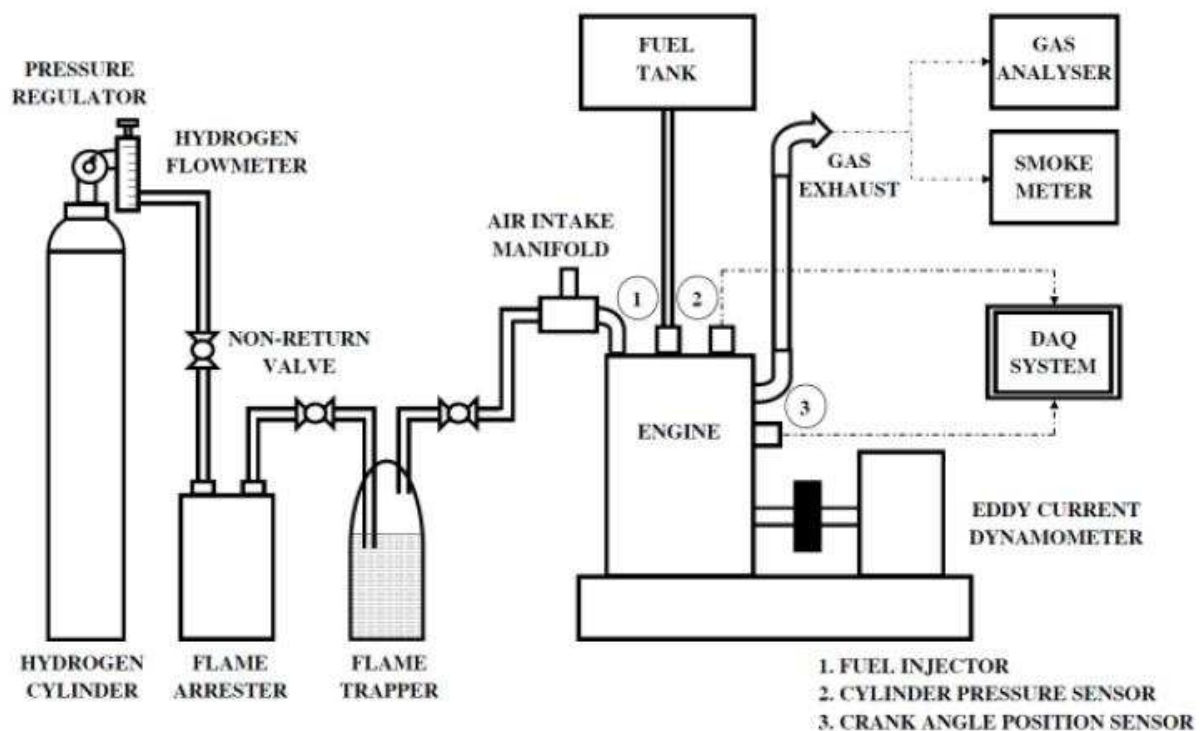 FUEL
TANK
GAS
ANALYSER
PRESSURE
REGULATOR
HYDROGEN
FLOWMETER
GAS
EXHAUST
SMOKE
METER
AIR INTAKE
MANIFOLD
1
2
NON-RETURN
VALVE
DAQ
SYSTEM
3
ENGINE
EDDY CURRENT
DYNAMOMETER
HYDROGEN
CYLINDER
FLAME
ARRESTER
FLAME
TRAPPER
1. FUEL INJECTOR
2. CYLINDER PRESSURE SENSOR
3. CRANK ANGLE POSITION SENSOR